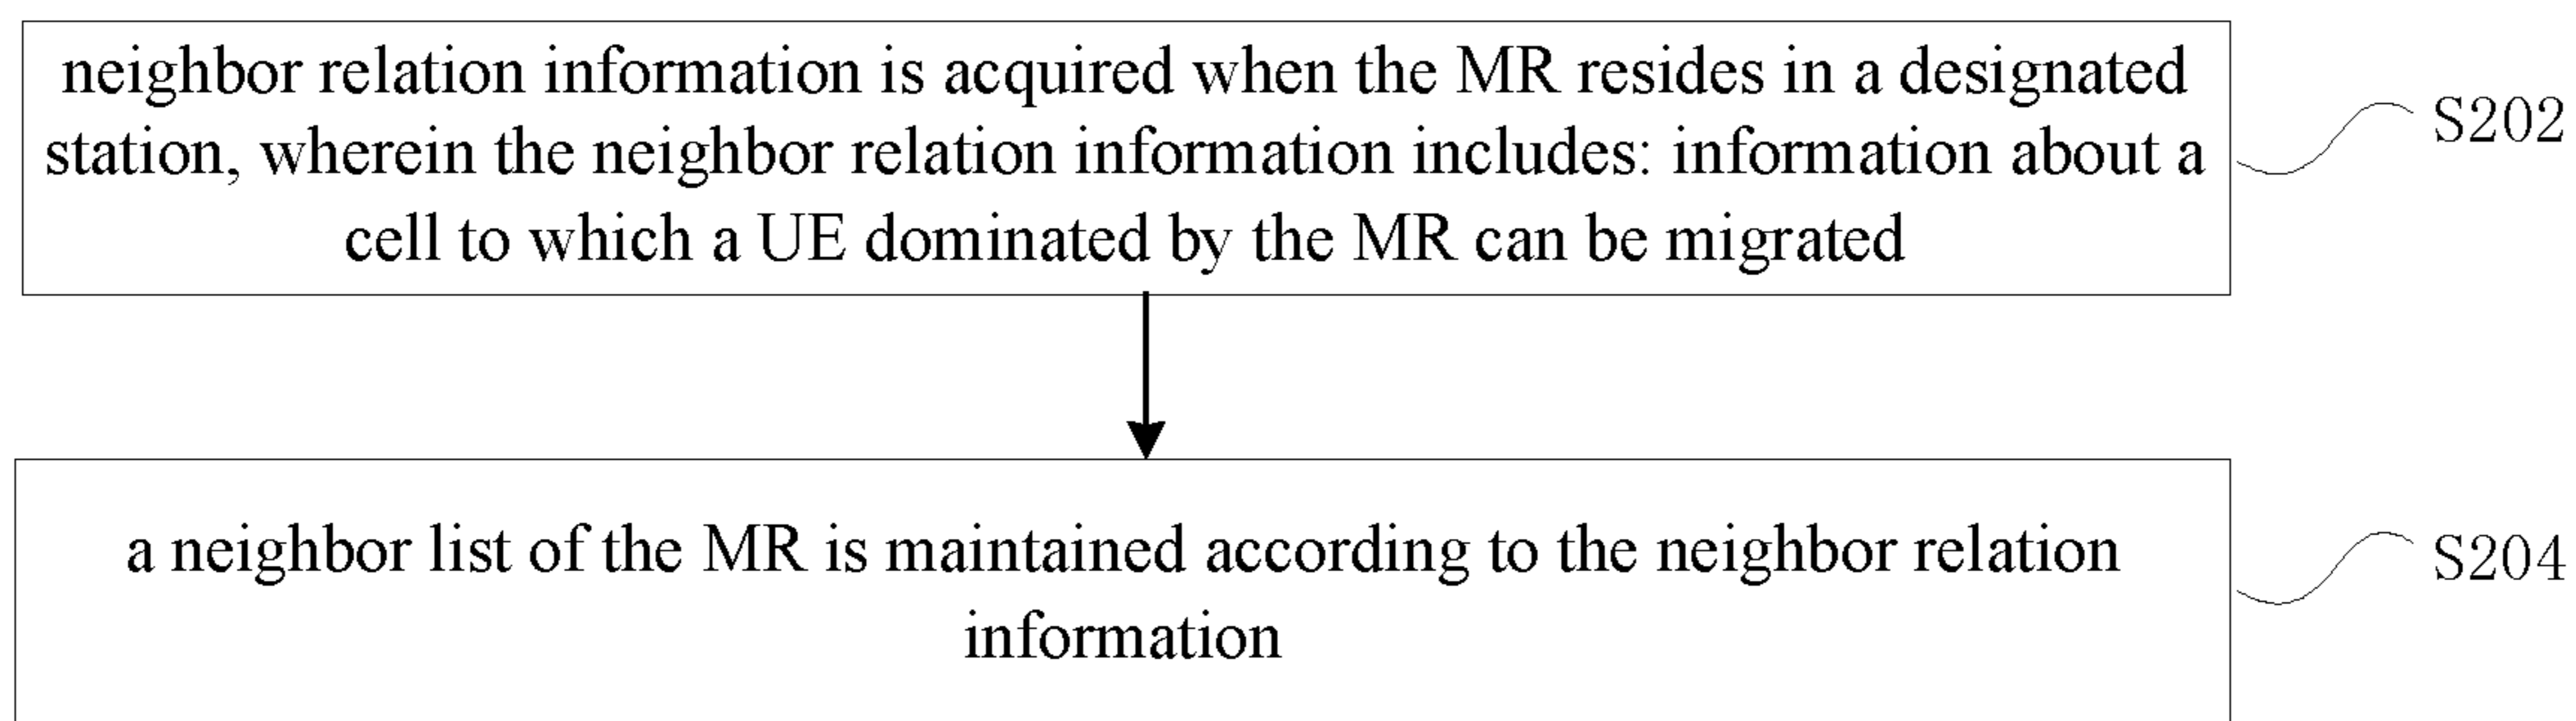 neighbor relation information is acquired when the MR resides in a designated
station, wherein the neighbor relation information includes: information about a
cell to which a UE dominated by the MR can be migrated
S202
a neighbor list of the MR is maintained according to the neighbor relation
information
S204